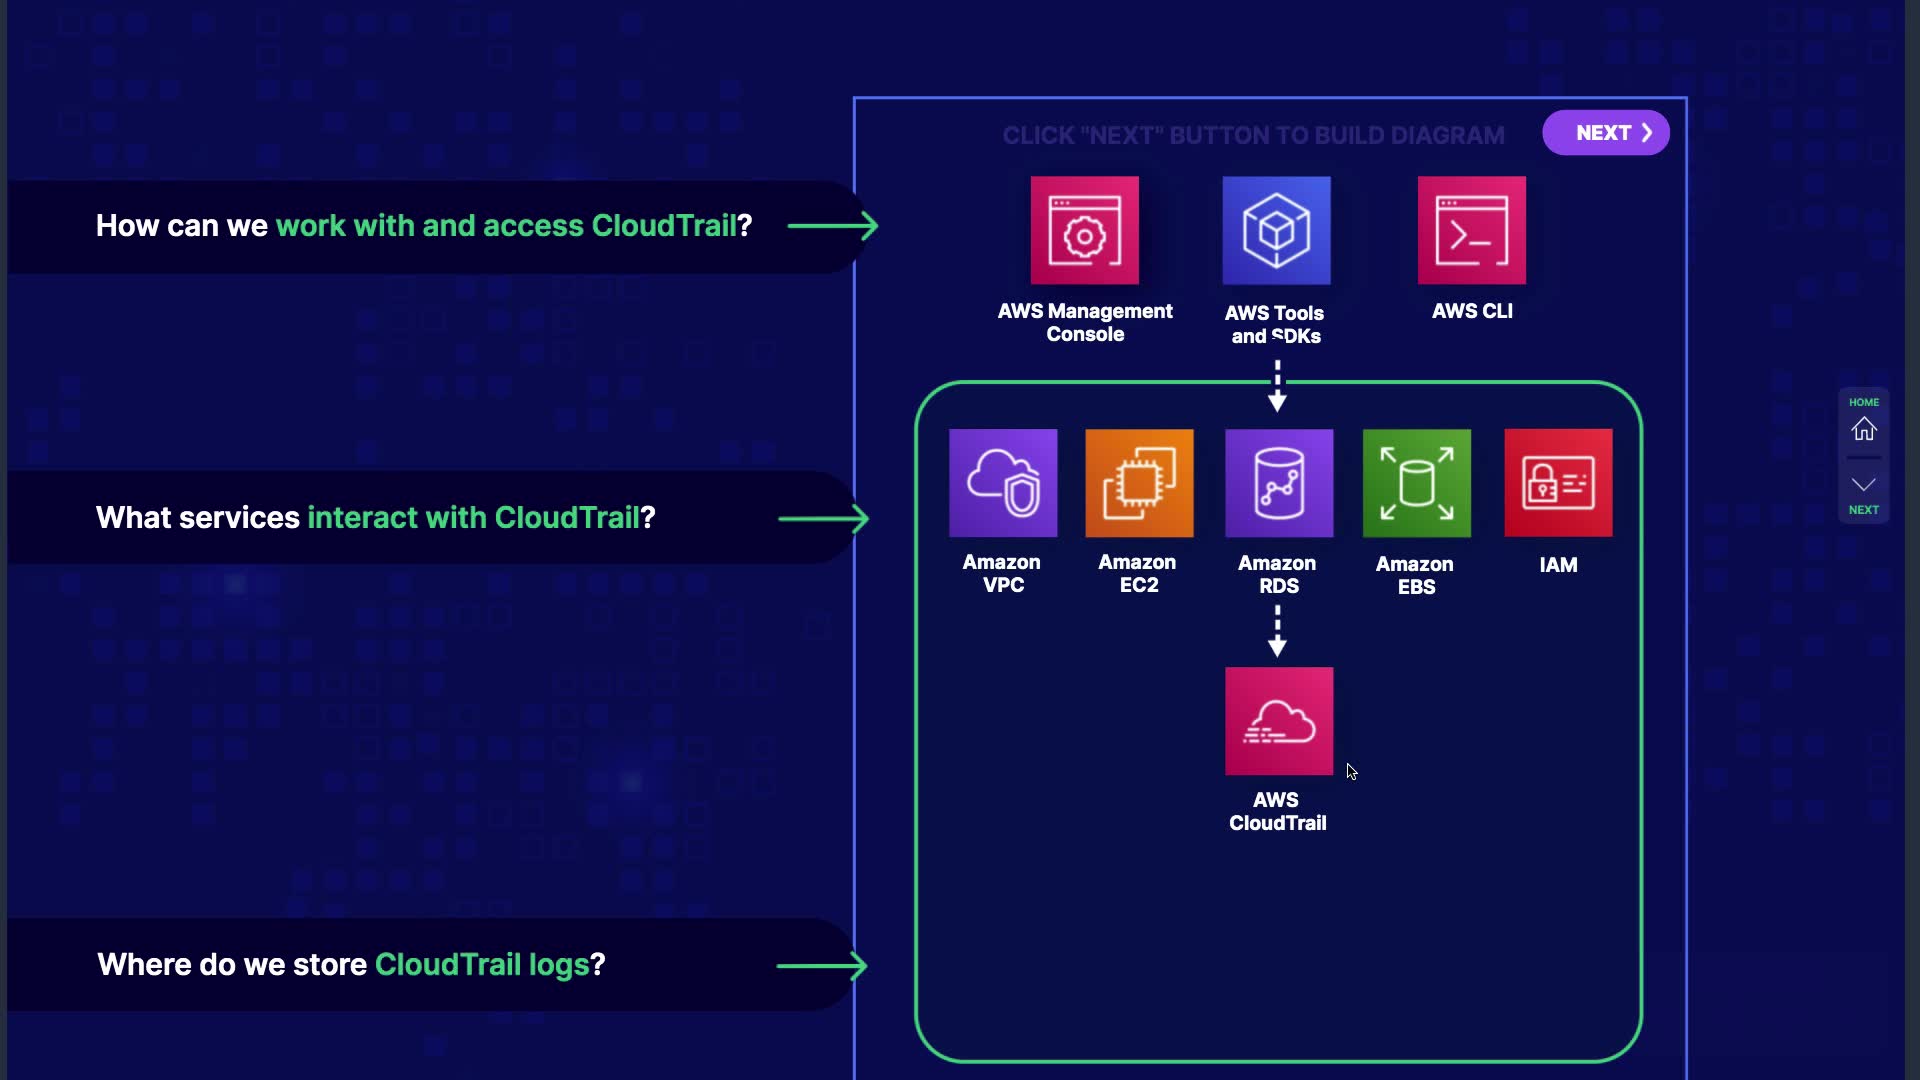 CLICK "NEXT" BUTTON TO BUILD DIAGRAM
NEXT
How can we work with and access CloudTrail?
AWS Management
Console
AWS Tools
and SDKs
AWS CLI
HOME
NEXT
What services interact with CloudTrail?
Amazon
VPC
Amazon
EC2
Amazon
RDS
Amazon
EBS
IAM
AWS
CloudTrail
Where do we store CloudTrail logs?